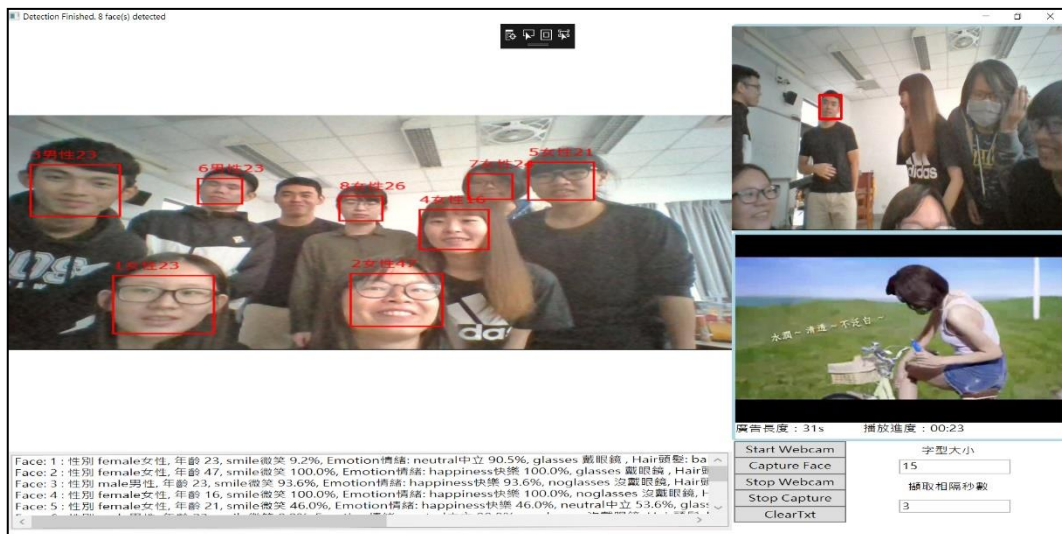 Detection Finished. 8 face(s) detected
3男性23
6男性23
8女性26
7女性2
5女性21
4女性16
1女性23
2女性47
adidas
adidas
水潤~清透~不泛白~
廣告長度：31s 播放進度：00:23
Face: 1 : 性別 female女性, 年齡 23, smile微笑 9.2%, Emotion情緒: neutral中立 90.5%, glasses 戴眼鏡 , Hair頭髮: ba
Face: 2 : 性別 female女性, 年齡 47, smile微笑 100.0%, Emotion情緒: happiness快樂 100.0%, glasses 戴眼鏡 , Hair頭
Face: 3 : 性別 male男性, 年齡 23, smile微笑 93.6%, Emotion情緒: happiness快樂 93.6%, noglasses 沒戴眼鏡, Hair頭
Face: 4 : 性別 female女性, 年齡 16, smile微笑 100.0%, Emotion情緒: happiness快樂 100.0%, noglasses 沒戴眼鏡, H
Face: 5 : 性別 female女性, 年齡 21, smile微笑 46.0%, Emotion情緒: happiness快樂 46.0%, neutral中立 53.6%, glass
Start Webcam
Capture Face
Stop Webcam
Stop Capture
ClearTxt
字型大小
15
擷取相隔秒數
3